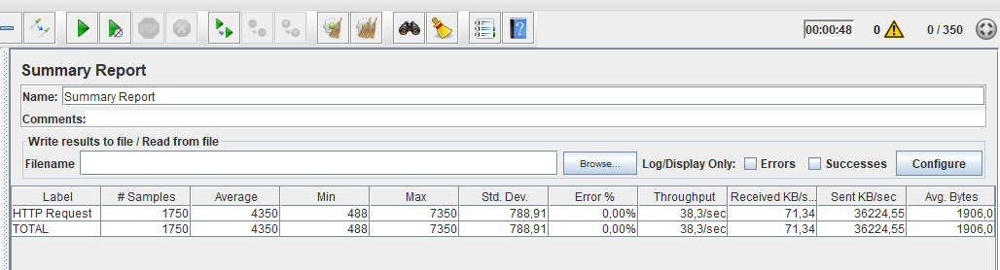 STOP
00:00:48 0 0 / 350
Summary Report
Name: Summary Report
Comments:
Write results to file / Read from file
Filename Browse... Log/Display Only: Errors Successes Configure
Label # Samples Average Min Max Std. Dev. Error % Throughput Received KB/s... Sent KB/sec Avg. Bytes
HTTP Request 1750 4350 488 7350 788,91 0,00% 38,3/sec 71,34 36224,55 1906,0
TOTAL 1750 4350 488 7350 788,91 0,00% 38,3/sec 71,34 36224,55 1906,0